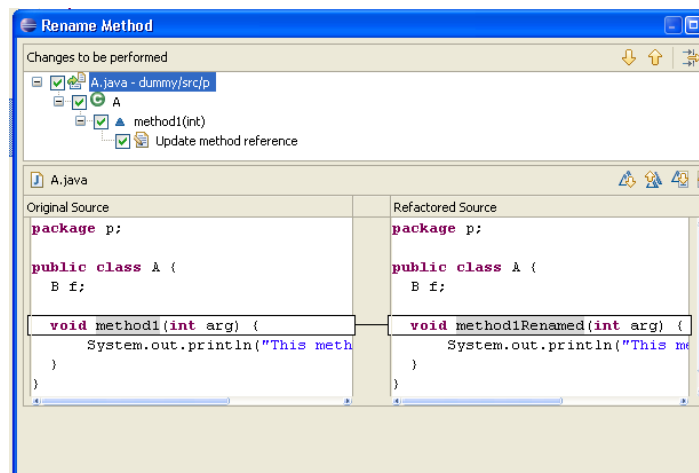 Rename Method
Changes to be performed
A.java - dummy/src/p
A
method1(int)
Update method reference
A.java
Original Source
Refactored Source
package p;
public class A {
B f;
void method1(int arg) {
System.out.println("This meth
}
}
package p;
public class A {
B f;
void method1Renamed(int arg) {
System.out.println("This me
}
}